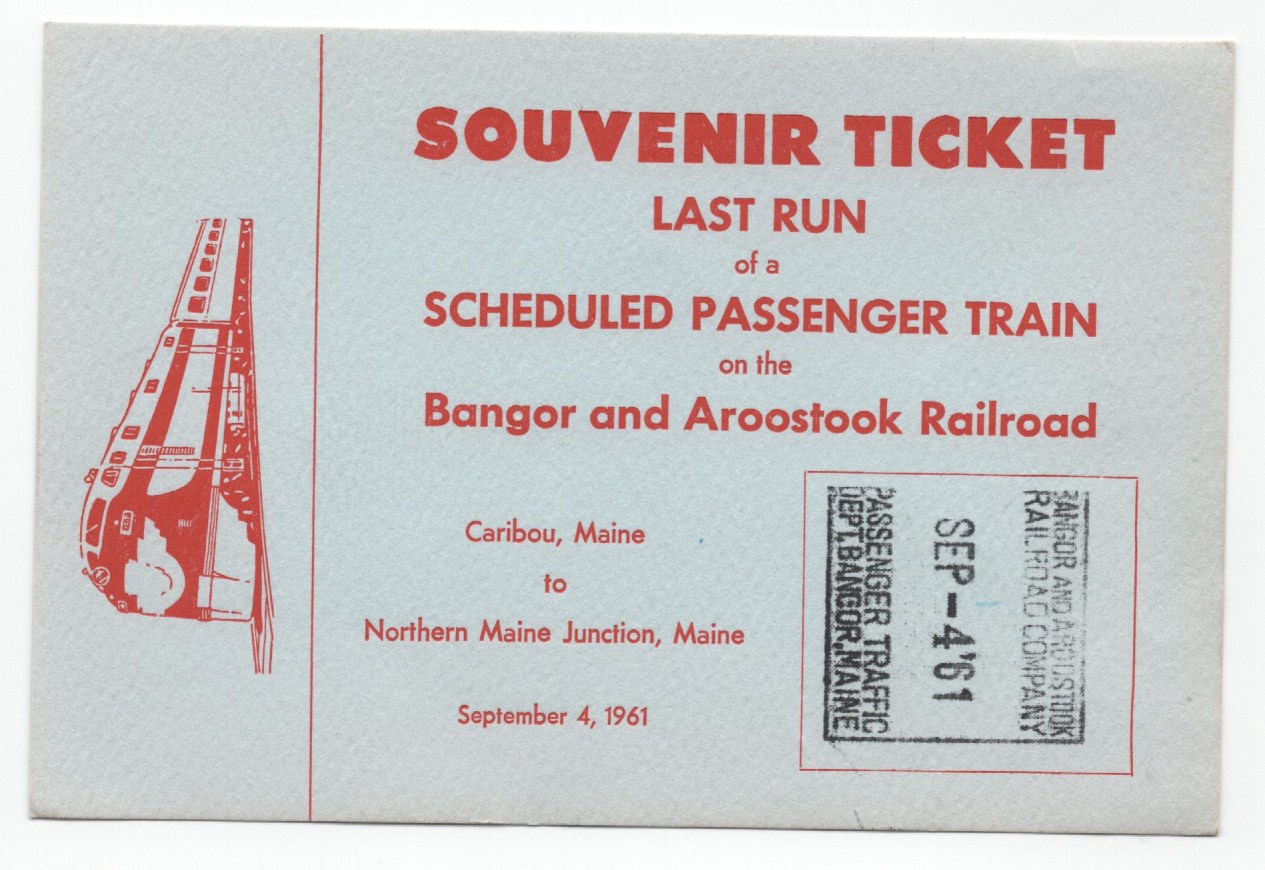 SOUVENIR TICKET
LAST RUN
of a
SCHEDULED PASSENGER TRAIN
on the
Bangor and Aroostook Railroad
Caribou, Maine
to
Northern Maine Junction, Maine
September 4, 1961
BANGOR AND AROOSTOOK
RAILROAD COMPANY
SEP-4'61
PASSENGER TRAFFIC
DEPT. BANGOR, MAINE